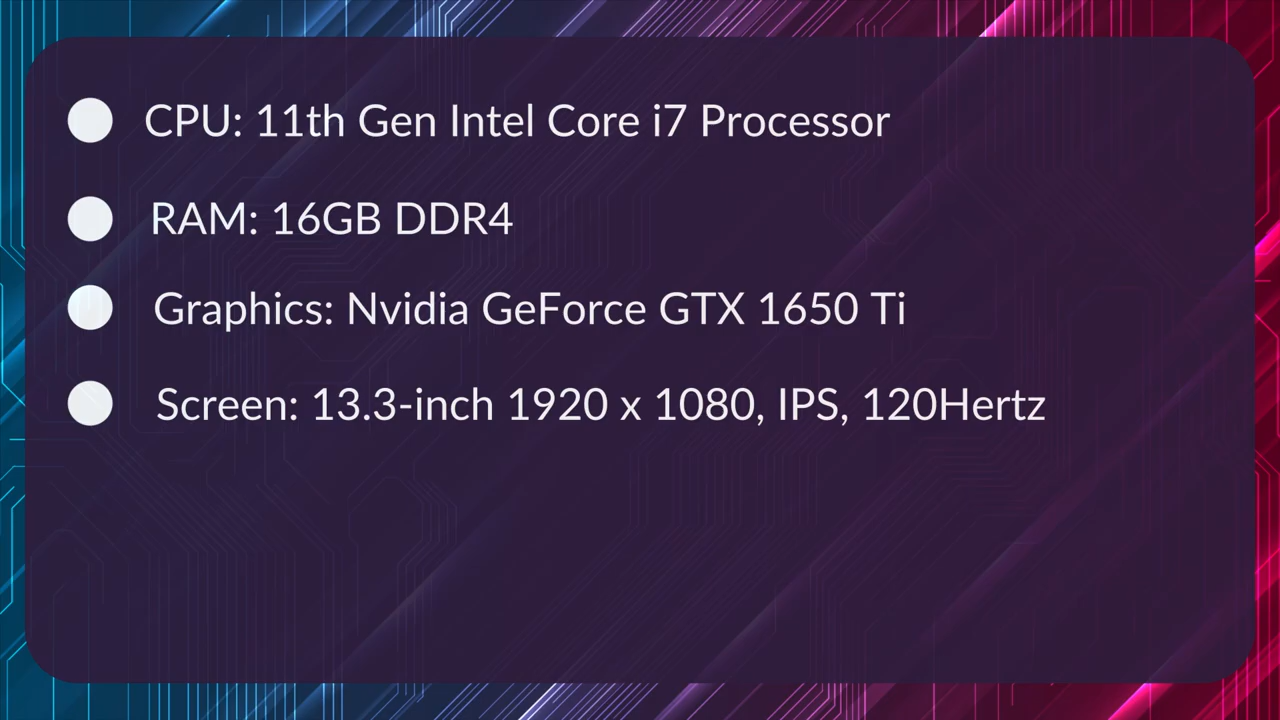 CPU: 11th Gen Intel Core i7 Processor
RAM: 16GB DDR4
Graphics: Nvidia GeForce GTX 1650 Ti
Screen: 13.3-inch 1920 x 1080, IPS, 120Hertz